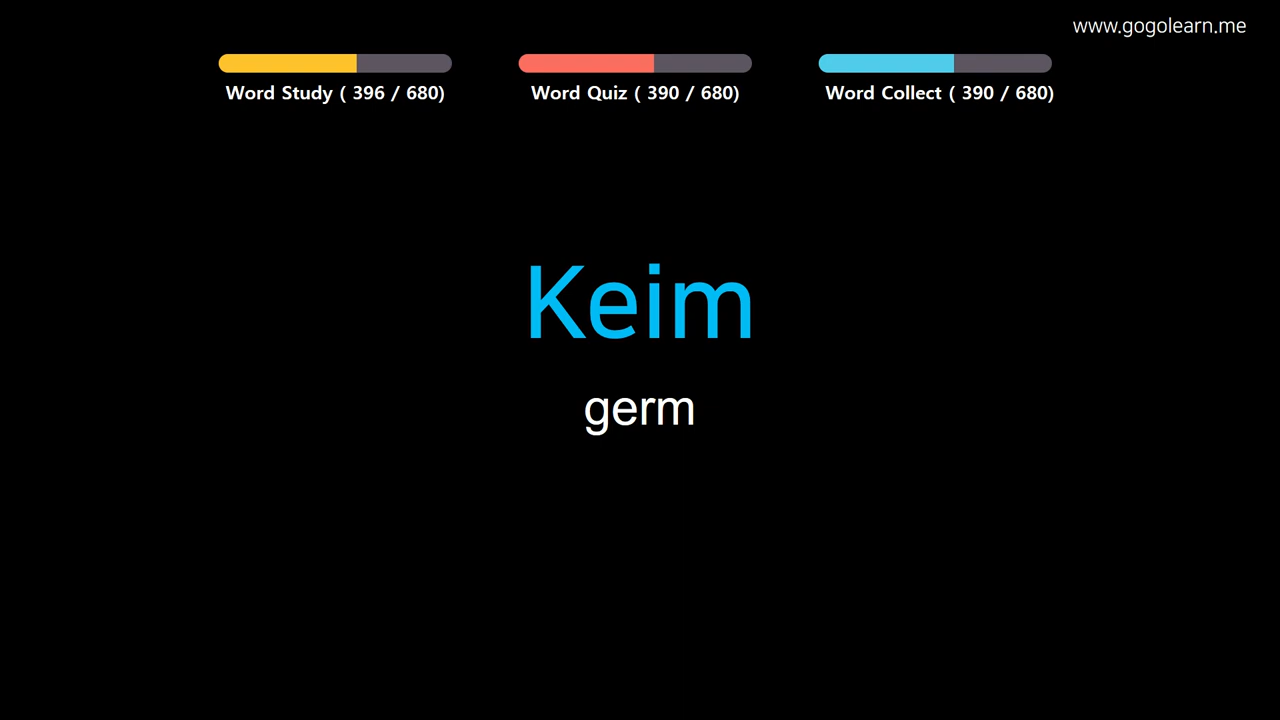 www.gogolearn.me
Word Study ( 396 / 680)
Word Quiz ( 390 / 680)
Word Collect ( 390 / 680)
Keim
germ